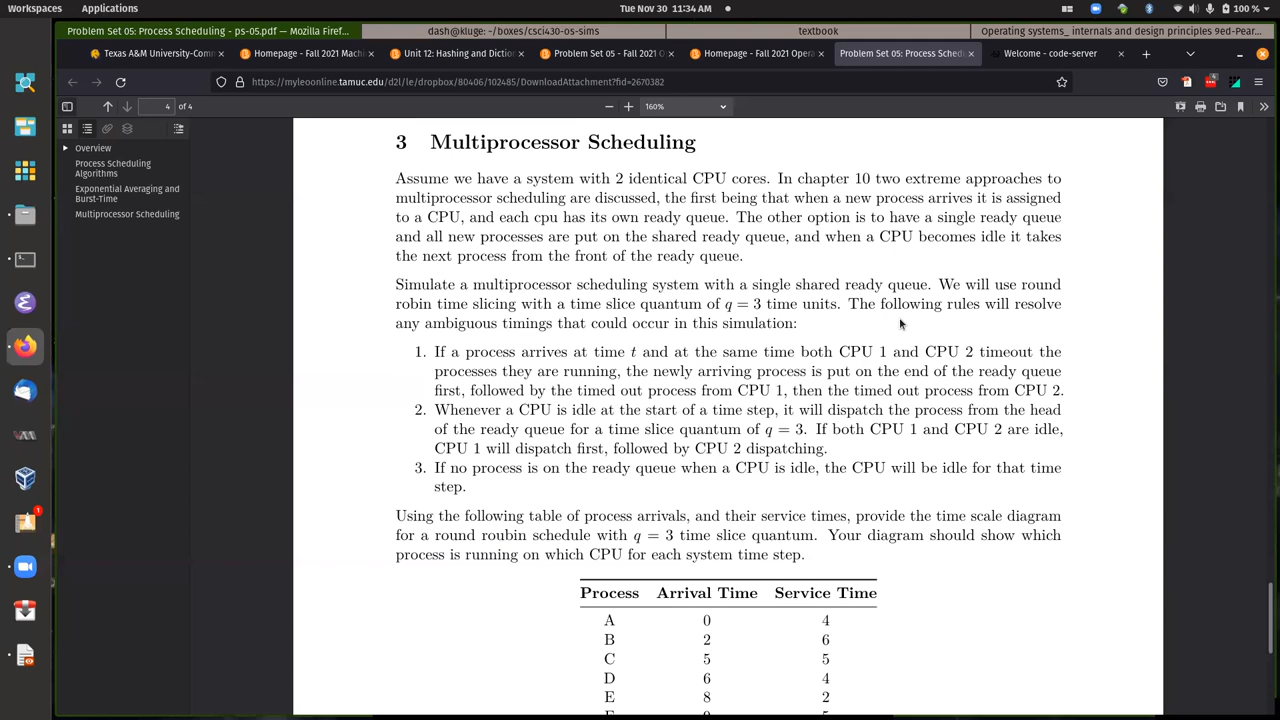 Workspaces Applications Tue Nov 30 11:34 AM 100 %
Problem Set 05: Process Scheduling - ps-05.pdf — Mozilla Firef... dash@kluge: ~/boxes/csci430-os-sims textbook Operating systems_ internals and design principles 9ed-Pear...
Texas A&M University-Com Homepage - Fall 2021 Machi Unit 12: Hashing and Dictio Problem Set 05 - Fall 2021 O Homepage - Fall 2021 Opera Problem Set 05: Process Sched Welcome - code-server
https://myleoonline.tamuc.edu/d2l/le/dropbox/80406/102485/DownloadAttachment?fid=2670382
4 of 4 160%
Overview
Process Scheduling
Algorithms
Exponential Averaging and
Burst-Time
Multiprocessor Scheduling
1
3 Multiprocessor Scheduling
Assume we have a system with 2 identical CPU cores. In chapter 10 two extreme approaches to
multiprocessor scheduling are discussed, the first being that when a new process arrives it is assigned
to a CPU, and each cpu has its own ready queue. The other option is to have a single ready queue
and all new processes are put on the shared ready queue, and when a CPU becomes idle it takes
the next process from the front of the ready queue.
Simulate a multiprocessor scheduling system with a single shared ready queue. We will use round
robin time slicing with a time slice quantum of q = 3 time units. The following rules will resolve
any ambiguous timings that could occur in this simulation:
1. If a process arrives at time t and at the same time both CPU 1 and CPU 2 timeout the
processes they are running, the newly arriving process is put on the end of the ready queue
first, followed by the timed out process from CPU 1, then the timed out process from CPU 2.
2. Whenever a CPU is idle at the start of a time step, it will dispatch the process from the head
of the ready queue for a time slice quantum of q = 3. If both CPU 1 and CPU 2 are idle,
CPU 1 will dispatch first, followed by CPU 2 dispatching.
3. If no process is on the ready queue when a CPU is idle, the CPU will be idle for that time
step.
Using the following table of process arrivals, and their service times, provide the time scale diagram
for a round roubin schedule with q = 3 time slice quantum. Your diagram should show which
process is running on which CPU for each system time step.
Process Arrival Time Service Time
A 0 4
B 2 6
C 5 5
D 6 4
E 8 2